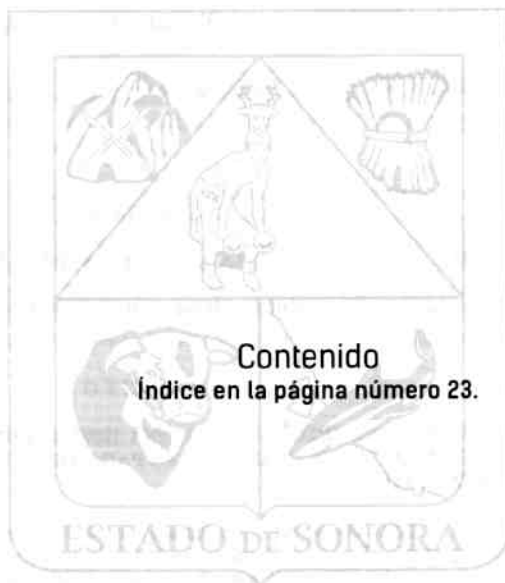 Contenido
Índice en la página número 23.
ESTADO DE SONORA